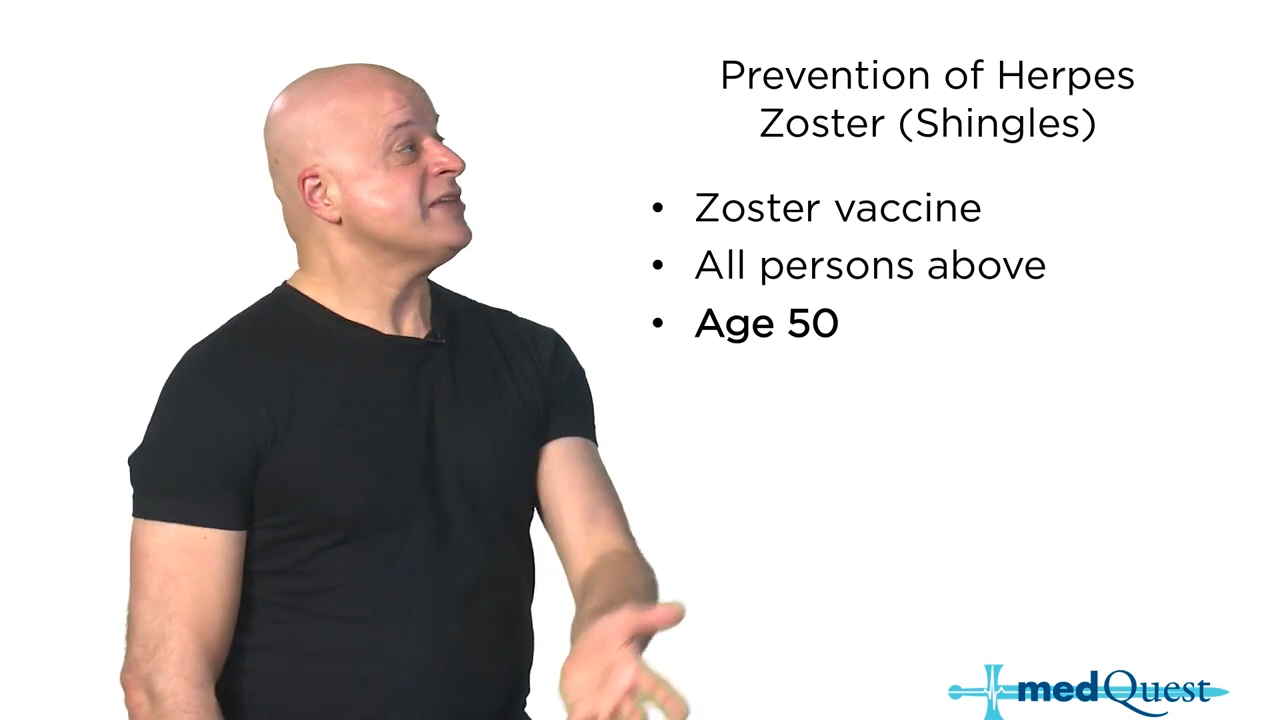 Prevention of Herpes
Zoster (Shingles)
• Zoster vaccine
• All persons above
• Age 50
medQuest